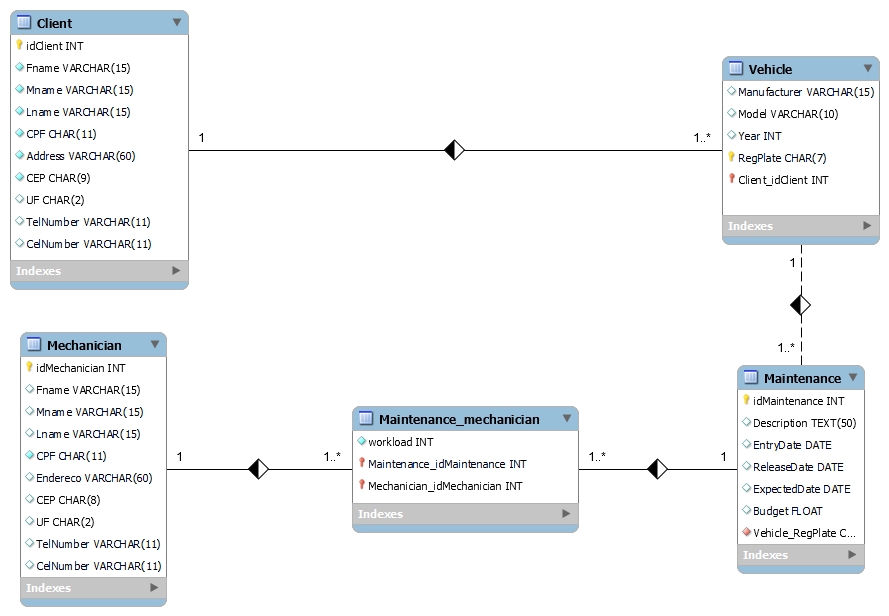 Client
idClient INT
Fname VARCHAR(15)
Mname VARCHAR(15)
Lname VARCHAR(15)
CPF CHAR(11)
Address VARCHAR(60)
CEP CHAR(9)
UF CHAR(2)
TelNumber VARCHAR(11)
CelNumber VARCHAR(11)
Indexes
1
1..*
Vehicle
Manufacturer VARCHAR(15)
Model VARCHAR(10)
Year INT
RegPlate CHAR(7)
Client_idClient INT
Indexes
1
1..*
Mechanician
idMechanician INT
Fname VARCHAR(15)
Mname VARCHAR(15)
Lname VARCHAR(15)
CPF CHAR(11)
Endereco VARCHAR(60)
CEP CHAR(8)
UF CHAR(2)
TelNumber VARCHAR(11)
CelNumber VARCHAR(11)
Indexes
1
1..*
Maintenance_mechanician
workload INT
Maintenance_idMaintenance INT
Mechanician_idMechanician INT
Indexes
1..*
1
Maintenance
idMaintenance INT
Description TEXT(50)
EntryDate DATE
ReleaseDate DATE
ExpectedDate DATE
Budget FLOAT
Vehicle_RegPlate C...
Indexes